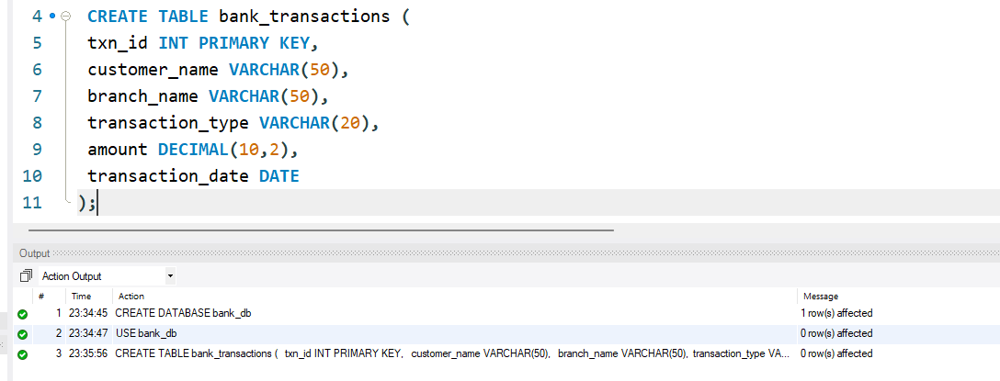 4 CREATE TABLE bank_transactions (
5 txn_id INT PRIMARY KEY,
6 customer_name VARCHAR(50),
7 branch_name VARCHAR(50),
8 transaction_type VARCHAR(20),
9 amount DECIMAL(10,2),
10 transaction_date DATE
11 );
Output
Action Output
# Time Action Message
1 23:34:45 CREATE DATABASE bank_db 1 row(s) affected
2 23:34:47 USE bank_db 0 row(s) affected
3 23:35:56 CREATE TABLE bank_transactions ( txn_id INT PRIMARY KEY, customer_name VARCHAR(50), branch_name VARCHAR(50), transaction_type VA... 0 row(s) affected